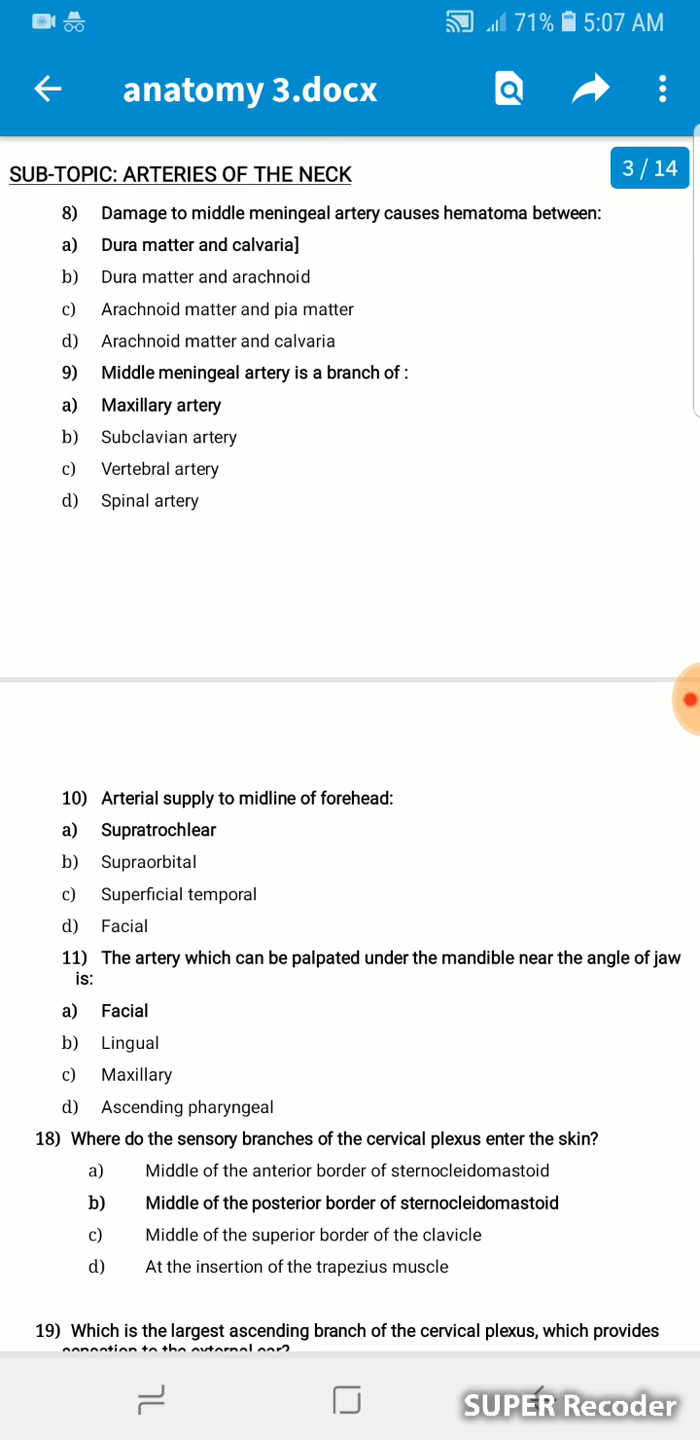 71% 5:07 AM
anatomy 3.docx
SUB-TOPIC: ARTERIES OF THE NECK
3 / 14
8) Damage to middle meningeal artery causes hematoma between:
a) Dura matter and calvaria]
b) Dura matter and arachnoid
c) Arachnoid matter and pia matter
d) Arachnoid matter and calvaria
9) Middle meningeal artery is a branch of :
a) Maxillary artery
b) Subclavian artery
c) Vertebral artery
d) Spinal artery
10) Arterial supply to midline of forehead:
a) Supratrochlear
b) Supraorbital
c) Superficial temporal
d) Facial
11) The artery which can be palpated under the mandible near the angle of jaw
is:
a) Facial
b) Lingual
c) Maxillary
d) Ascending pharyngeal
18) Where do the sensory branches of the cervical plexus enter the skin?
a) Middle of the anterior border of sternocleidomastoid
b) Middle of the posterior border of sternocleidomastoid
c) Middle of the superior border of the clavicle
d) At the insertion of the trapezius muscle
19) Which is the largest ascending branch of the cervical plexus, which provides
sensation to the external ear?
SUPER Recoder